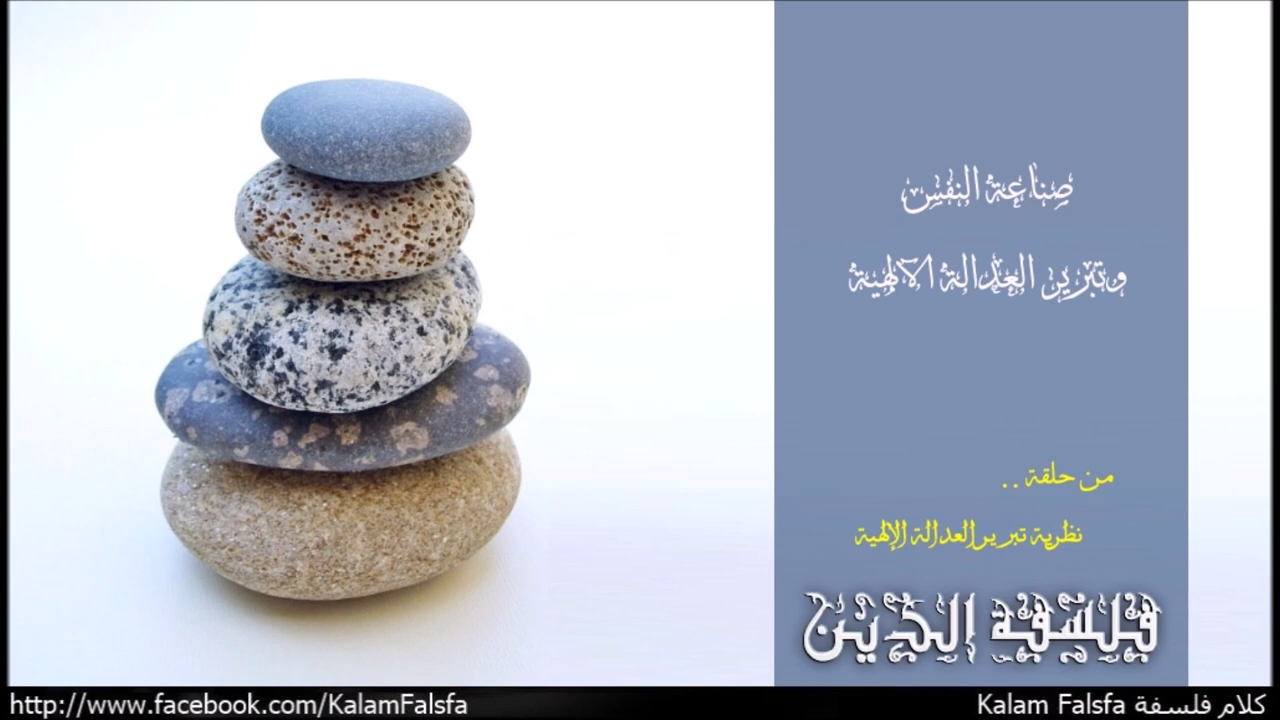 صناعة النفس
وتبرير العدالة الالهية
من حلقة ..
نظرية تبرير العدالة الإلهية
فلسفة الدين
http://www.facebook.com/KalamFalsfa
Kalam Falsfa كلام فلسفة